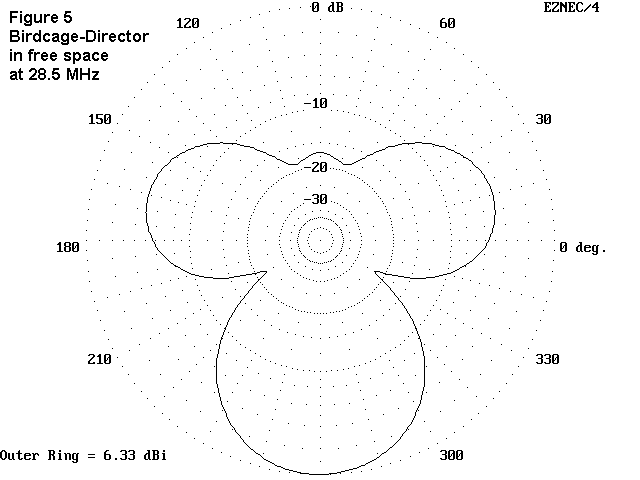 Figure 5
Birdcage-Director
in free space
at 28.5 MHz
0 dB
EZNEC/4
120
60
-10
150
30
-20
-30
180
0 deg.
210
330
Outer Ring = 6.33 dBi
300